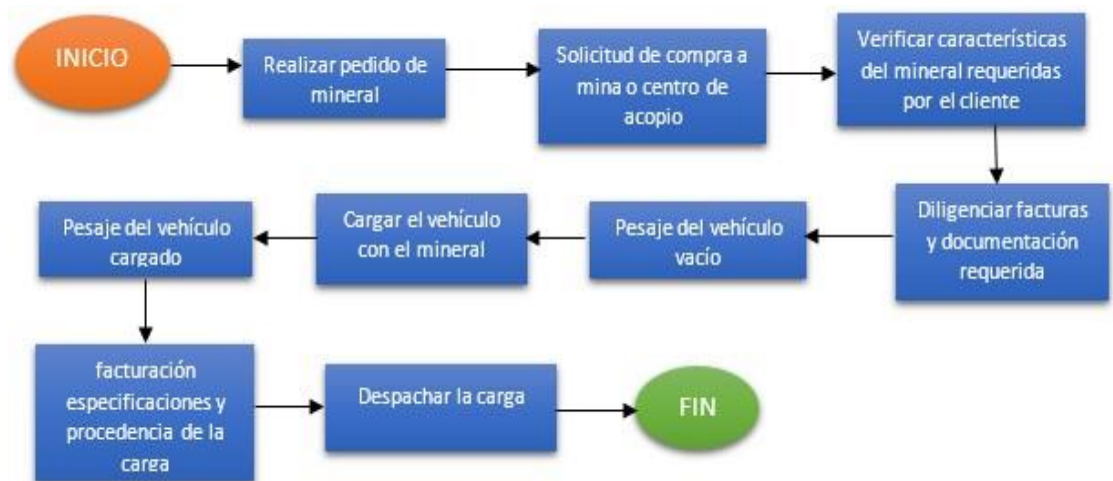 INICIO
Realizar pedido de
mineral
Solicitud de compra a
mina o centro de
acopio
Verificar características
del mineral requeridas
por el cliente
Diligenciar facturas
y documentación
requerida
Pesaje del vehículo
vacío
Cargar el vehículo
con el mineral
Pesaje del vehículo
cargado
facturación
especificaciones y
procedencia de la
carga
Despachar la carga
FIN